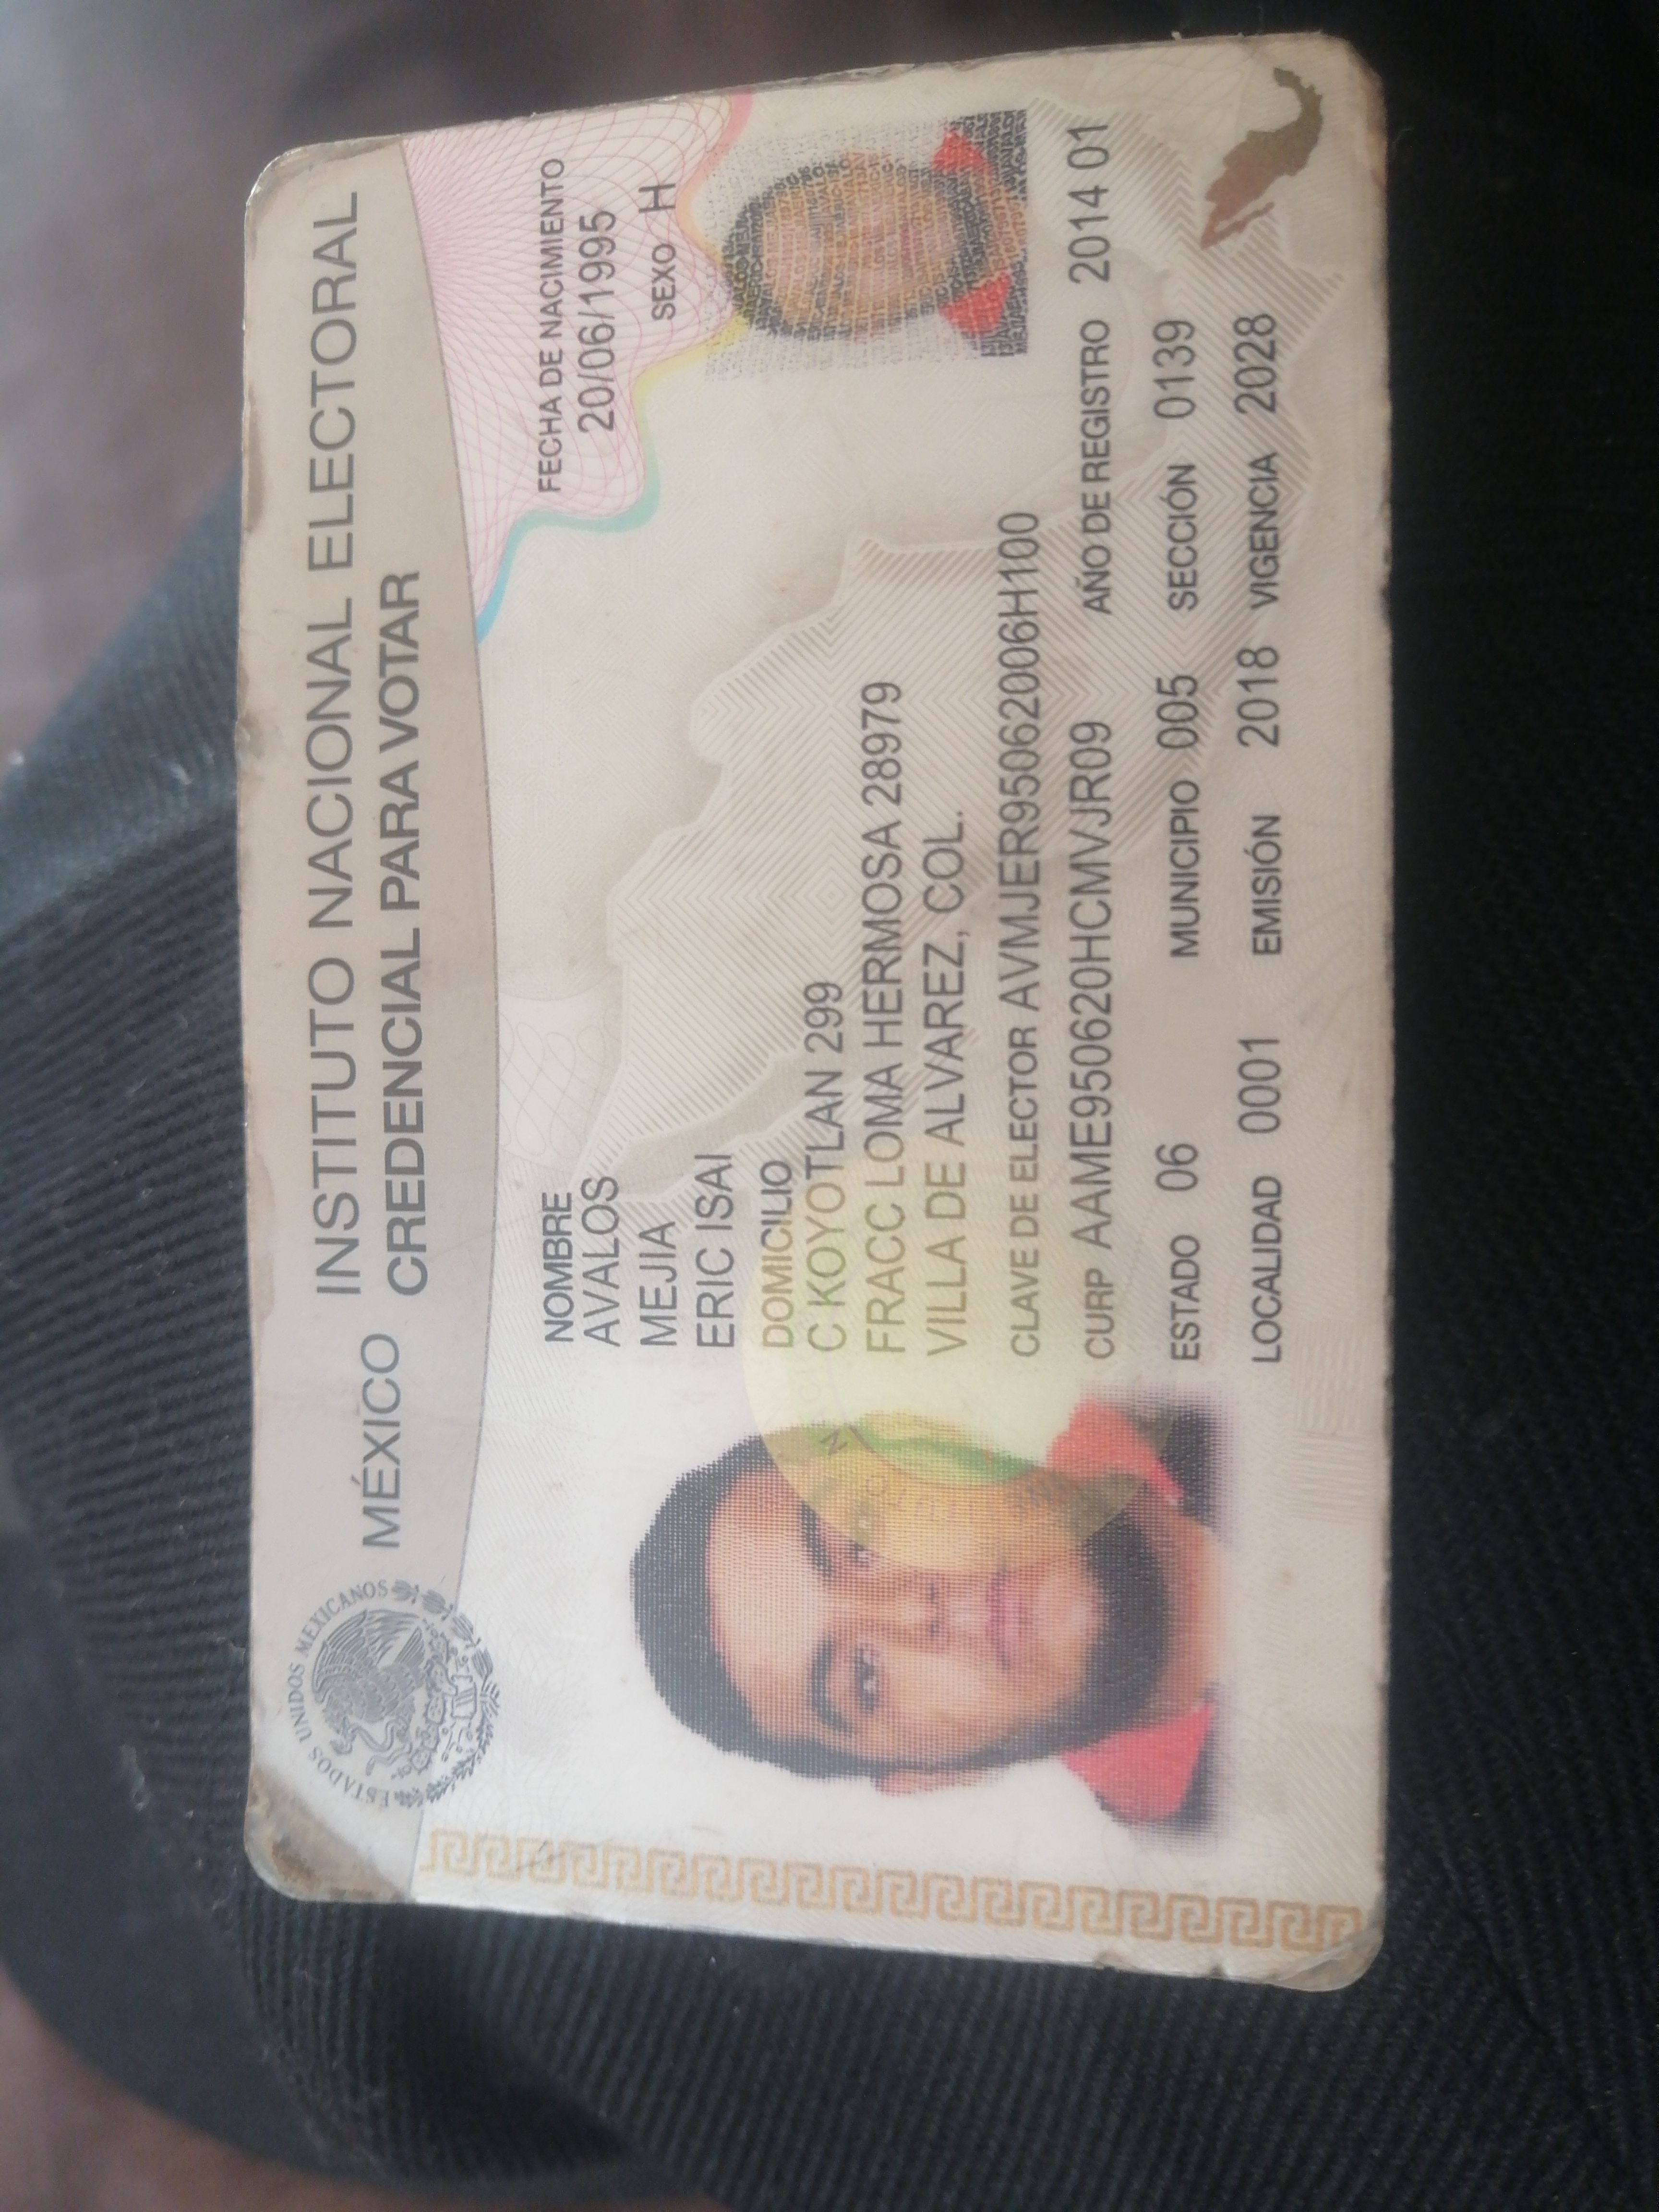 ESTADOS UNIDOS MEXICANOS
MÉXICO INSTITUTO NACIONAL ELECTORAL
CREDENCIAL PARA VOTAR
NOMBRE
AVALOS
MEJIA
ERIC ISAI
FECHA DE NACIMIENTO
20/06/1995
SEXO H
DOMICILIO
C KOYOTLAN 299
FRACC LOMA HERMOSA 28979
VILLA DE ALVAREZ, COL.
CLAVE DE ELECTOR AVMJER95062006H100
CURP AAME950620HCMVJR09 AÑO DE REGISTRO 2014 01
ESTADO 06 MUNICIPIO 005 SECCIÓN 0139
LOCALIDAD 0001 EMISIÓN 2018 VIGENCIA 2028